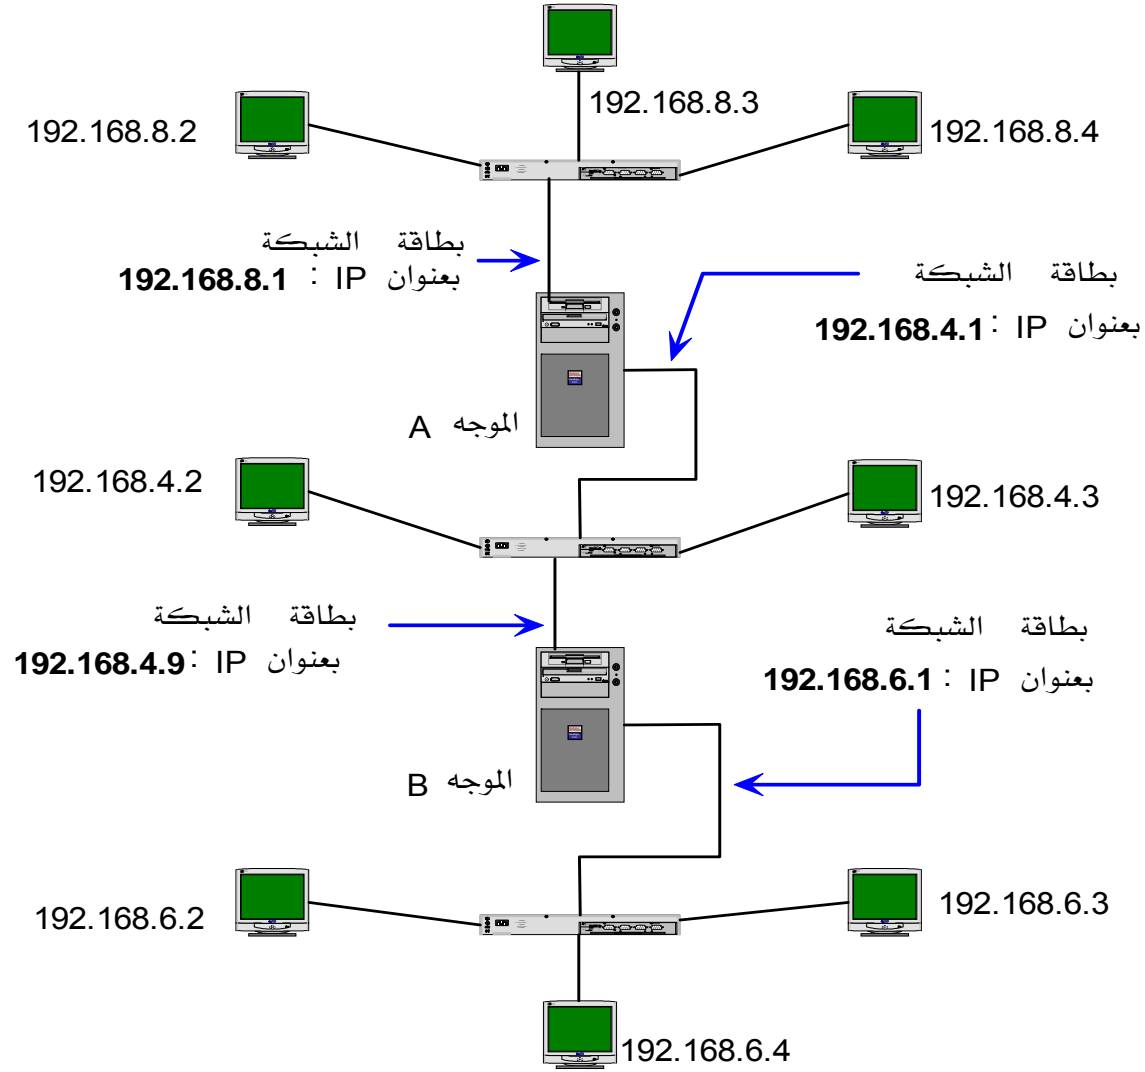 192.168.8.3
192.168.8.2
192.168.8.4
بطاقة الشبكة
بعنوان IP : 192.168.8.1
بطاقة الشبكة
بعنوان IP : 192.168.4.1
الموجه A
192.168.4.2
192.168.4.3
بطاقة الشبكة
بعنوان IP : 192.168.4.9
بطاقة الشبكة
بعنوان IP : 192.168.6.1
الموجه B
192.168.6.2
192.168.6.3
192.168.6.4